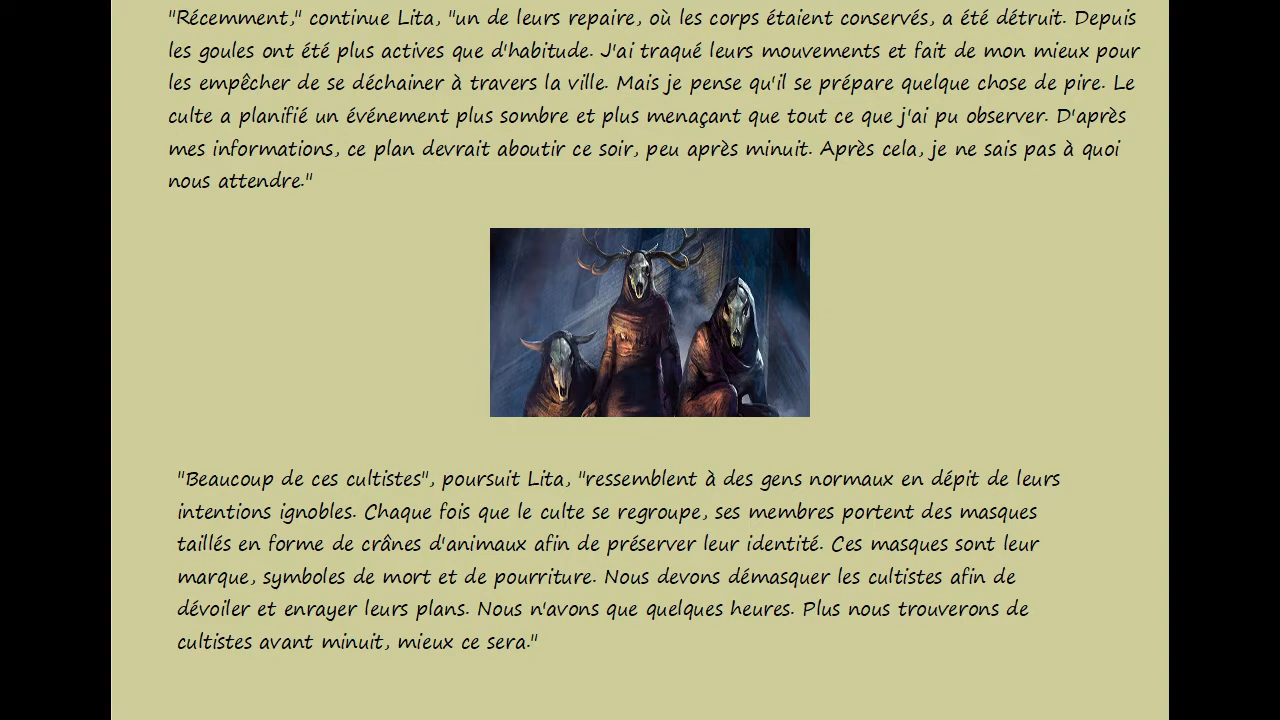 "Récemment," continue Lita, "un de leurs repaire, où les corps étaient conservés, a été détruit. Depuis
les goules ont été plus actives que d'habitude. J'ai traqué leurs mouvements et fait de mon mieux pour
les empêcher de se déchainer à travers la ville. Mais je pense qu'il se prépare quelque chose de pire. Le
culte a planifié un événement plus sombre et plus menaçant que tout ce que j'ai pu observer. D'après
mes informations, ce plan devrait aboutir ce soir, peu après minuit. Après cela, je ne sais pas à quoi
nous attendre."
"Beaucoup de ces cultistes", poursuit Lita, "ressemblent à des gens normaux en dépit de leurs
intentions ignobles. Chaque fois que le culte se regroupe, ses membres portent des masques
taillés en forme de crânes d'animaux afin de préserver leur identité. Ces masques sont leur
marque, symboles de mort et de pourriture. Nous devons démasquer les cultistes afin de
dévoiler et enrayer leurs plans. Nous n'avons que quelques heures. Plus nous trouverons de
cultistes avant minuit, mieux ce sera."